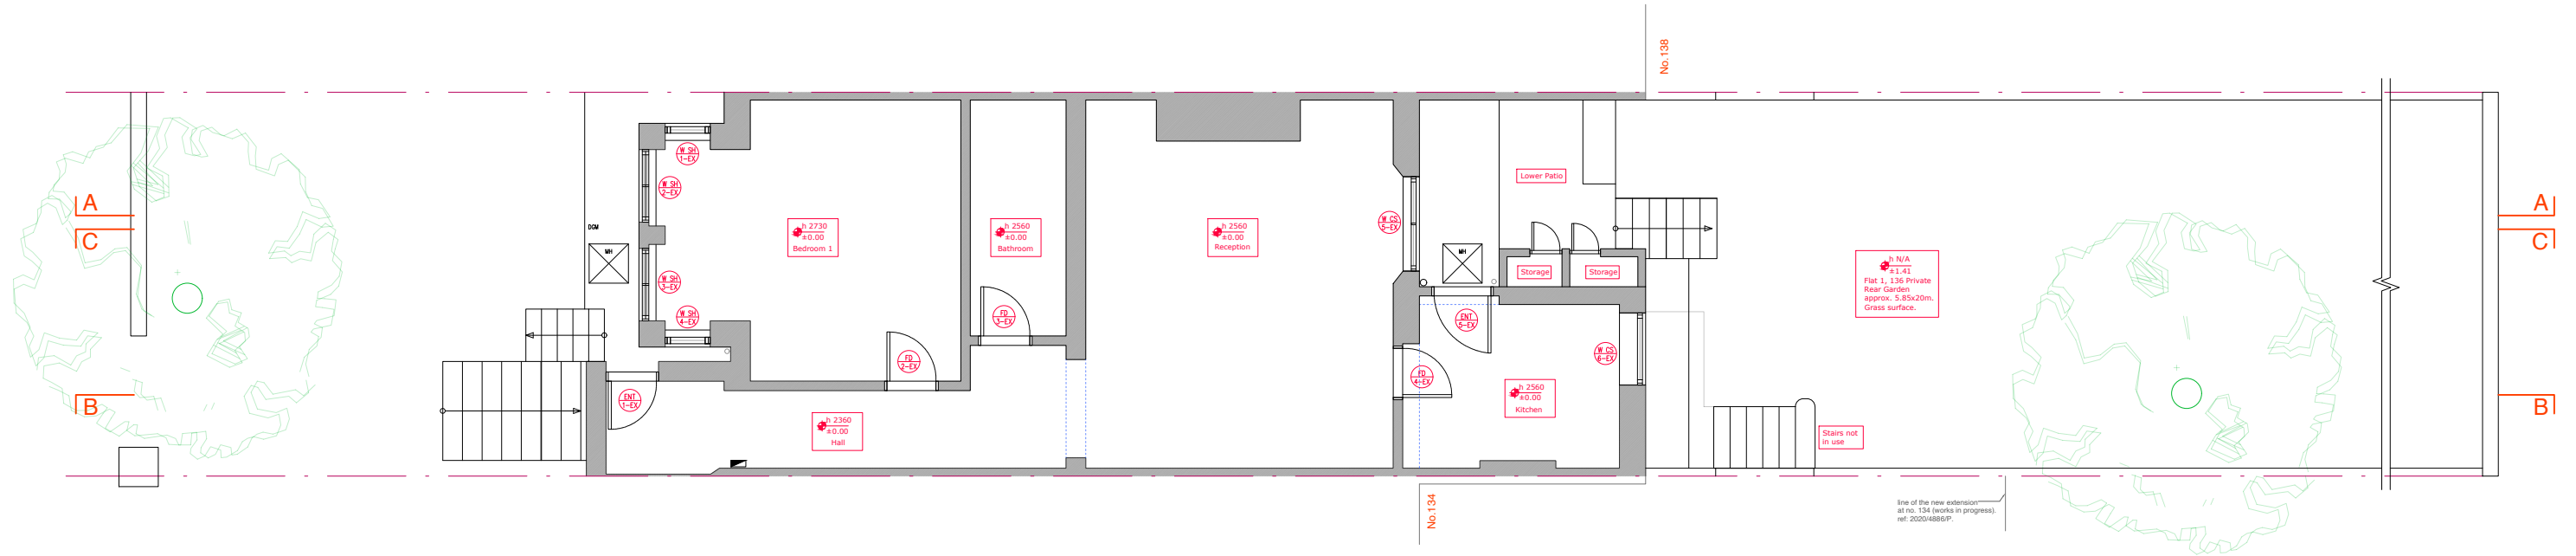 No.138
A
C
B
DGM
MH
W SH
1-EX
W SH
2-EX
W SH
3-EX
W SH
4-EX
h 2730
±0.00
Bedroom 1
h 2560
±0.00
Bathroom
h 2560
±0.00
Reception
W CS
5-EX
Lower Patio
MH
Storage
Storage
h N/A
±1.41
Flat 1, 136 Private
Rear Garden
approx. 5.85x20m.
Grass surface.
A
C
B
FD
2-EX
FD
3-EX
ENT
5-EX
W CS
6-EX
FD
4-EX
ENT
1-EX
h 2360
±0.00
Hall
h 2560
±0.00
Kitchen
Stairs not
in use
No.134
line of the new extension
at no. 134 (works in progress).
ref: 2020/4886/P.